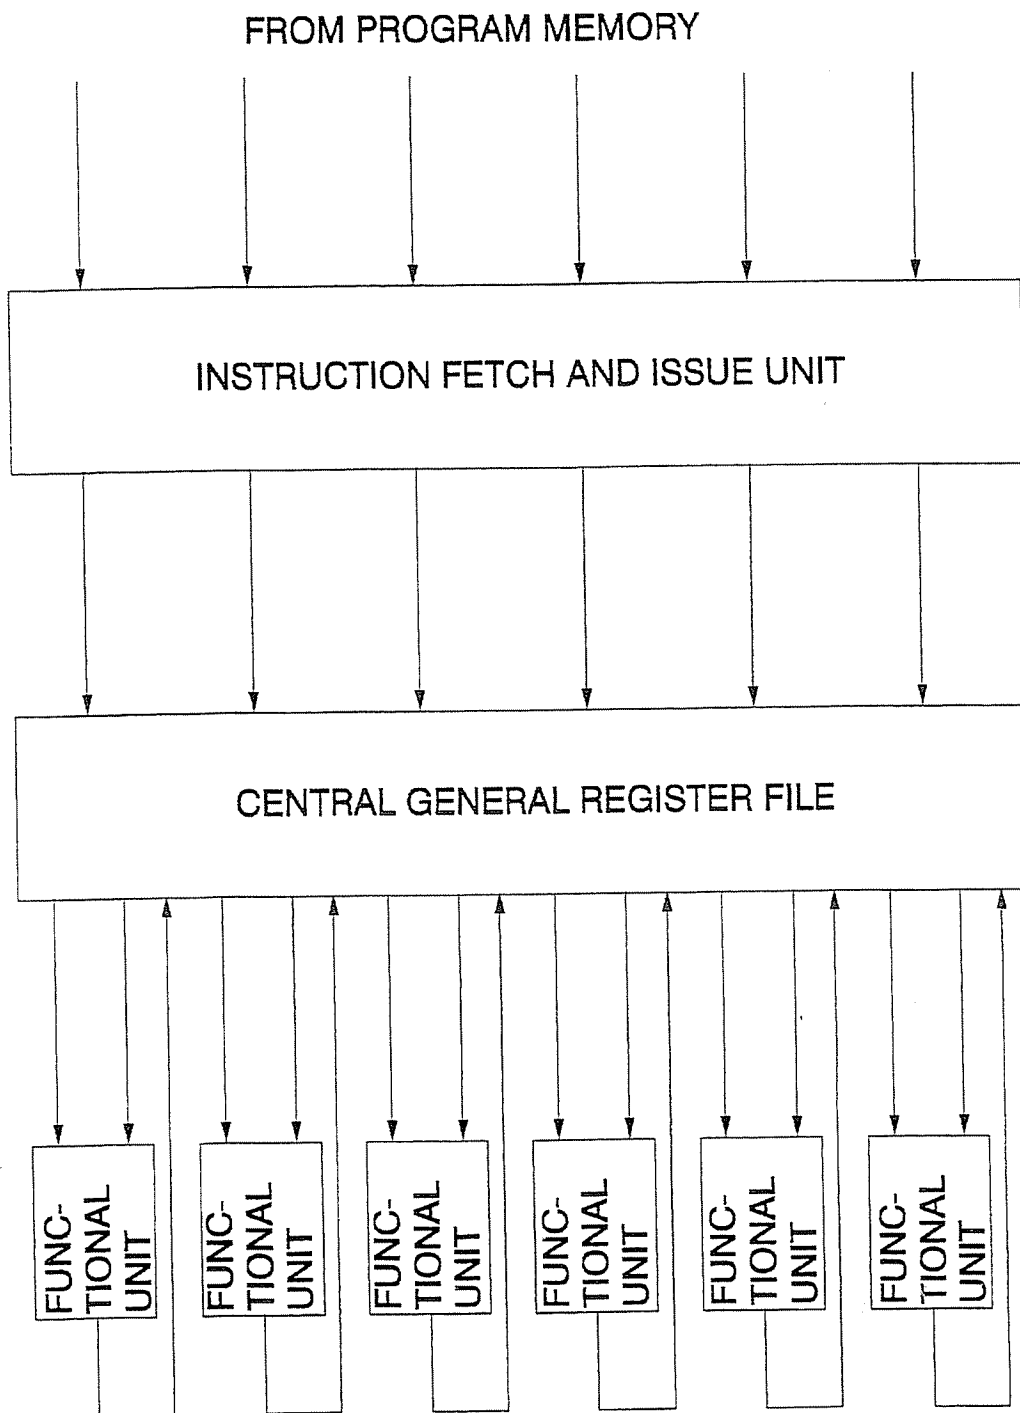 FROM PROGRAM MEMORY
INSTRUCTION FETCH AND ISSUE UNIT
CENTRAL GENERAL REGISTER FILE
FUNC-
TIONAL
UNIT
FUNC-
TIONAL
UNIT
FUNC-
TIONAL
UNIT
FUNC-
TIONAL
UNIT
FUNC-
TIONAL
UNIT
FUNC-
TIONAL
UNIT